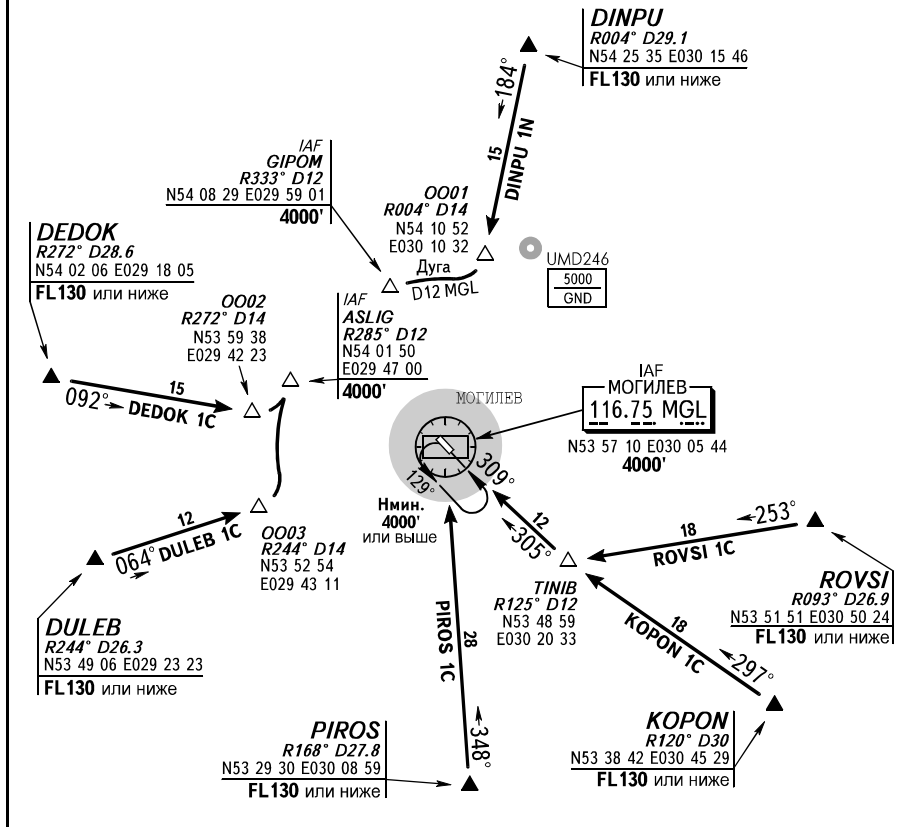 DINPU
R004° D29.1
N54 25 35 E030 15 46
FL130 или ниже
184°
15
DINPU 1N
IAF
GIPOM
R333° D12
N54 08 29 E029 59 01
4000'
OO01
R004° D14
N54 10 52
E030 10 32
Дуга
D12 MGL
UMD246
5000
GND
DEDOK
R272° D28.6
N54 02 06 E029 18 05
FL130 или ниже
OO02
R272° D14
N53 59 38
E029 42 23
IAF
ASLIG
R285° D12
N54 01 50
E029 47 00
4000'
092°
15
DEDOK 1C
МОГИЛЕВ
IAF
МОГИЛЕВ
116.75 MGL
N53 57 10 E030 05 44
4000'
309°
129°
Hмин.
4000'
или выше
12
305°
12
064°
DULEB 1C
OO03
R244° D14
N53 52 54
E029 43 11
253°
18
ROVSI 1C
TINIB
R125° D12
N53 48 59
E030 20 33
ROVSI
R093° D26.9
N53 51 51 E030 50 24
FL130 или ниже
DULEB
R244° D26.3
N53 49 06 E029 23 23
FL130 или ниже
PIROS 1C
28
348°
18
KOPON 1C
297°
PIROS
R168° D27.8
N53 29 30 E030 08 59
FL130 или ниже
KOPON
R120° D30
N53 38 42 E030 45 29
FL130 или ниже